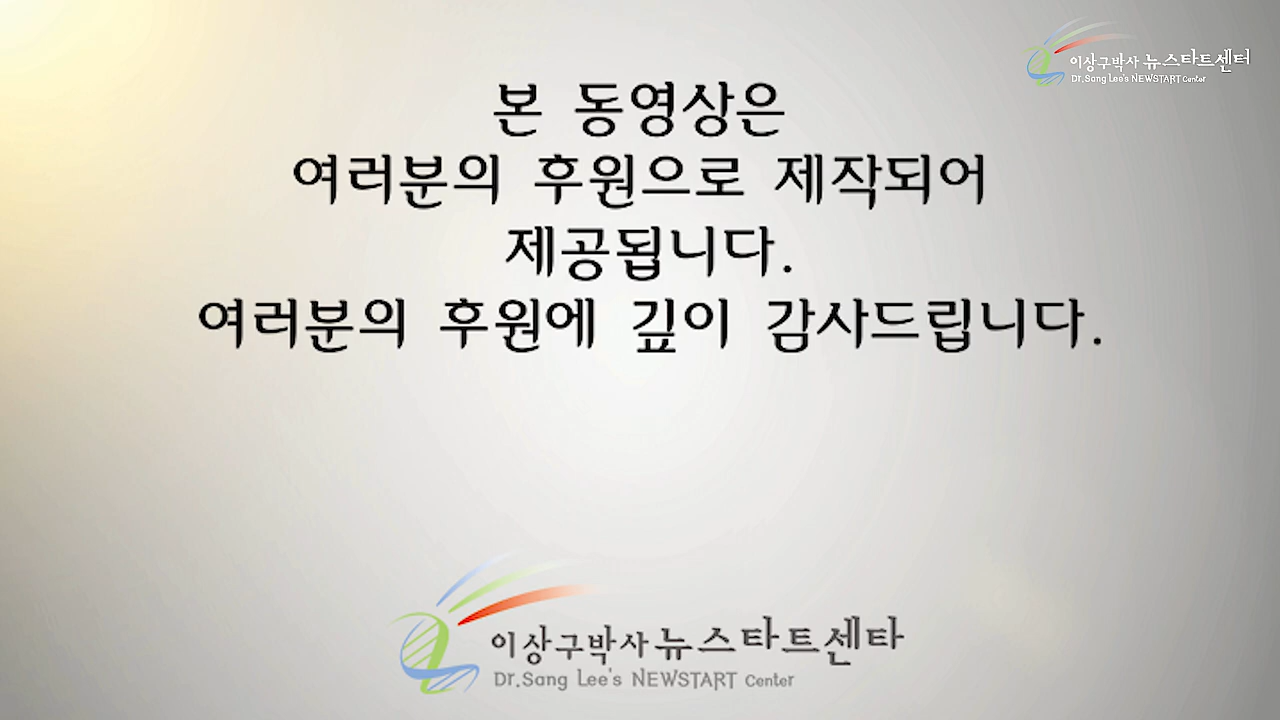 이상구박사 뉴스타트센터
Dr.Sang Lee's NEWSTART Center
본 동영상은
여러분의 후원으로 제작되어
제공됩니다.
여러분의 후원에 깊이 감사드립니다.
이상구박사 뉴스타트센타
Dr.Sang Lee's NEWSTART Center